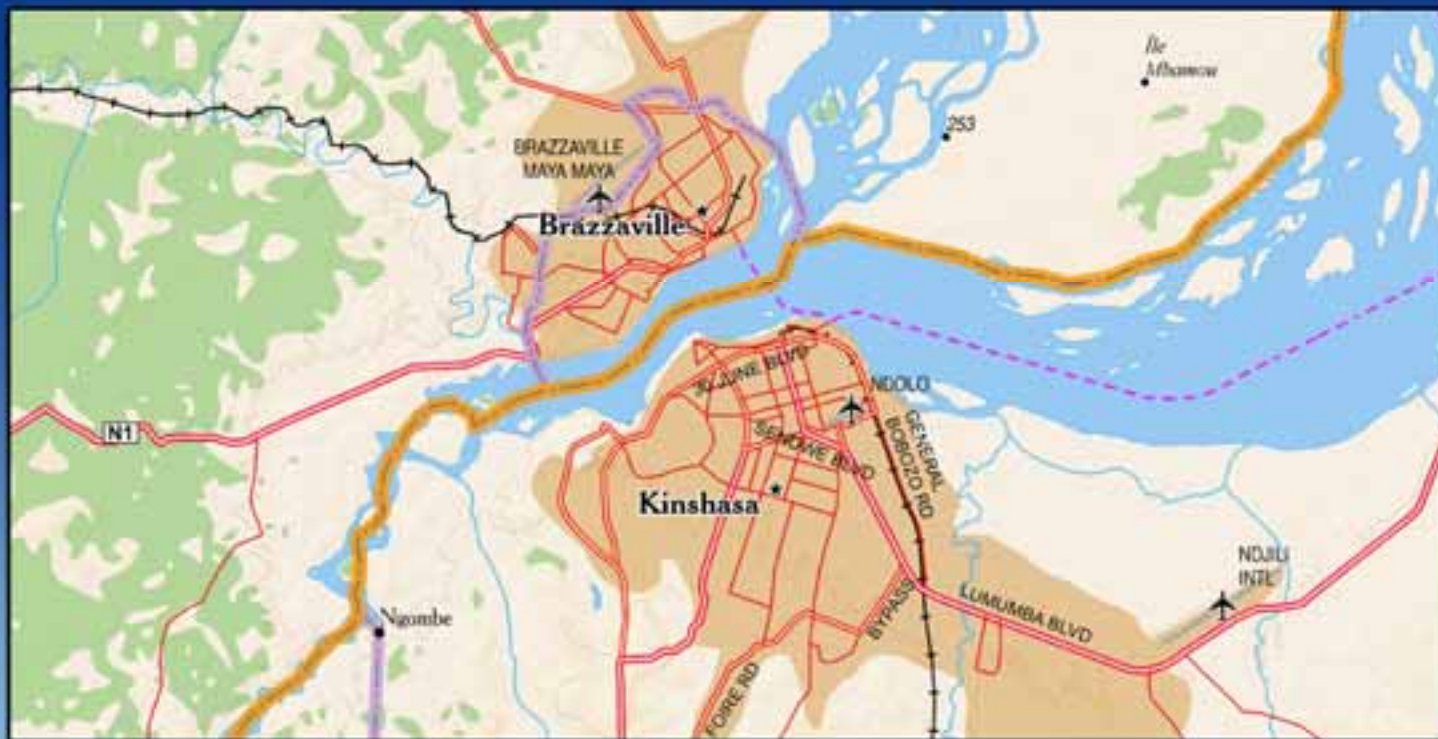 Île
Mbamou
253
BRAZZAVILLE
MAYA MAYA
Brazzaville
30 JUNE BLVD
NDOLO
N1
SENDWE BLVD
GENERAL
BOBOZO RD
Kinshasa
NDJILI
INTL
BYPASS
LUMUMBA BLVD
Ngombe
FOIRE RD